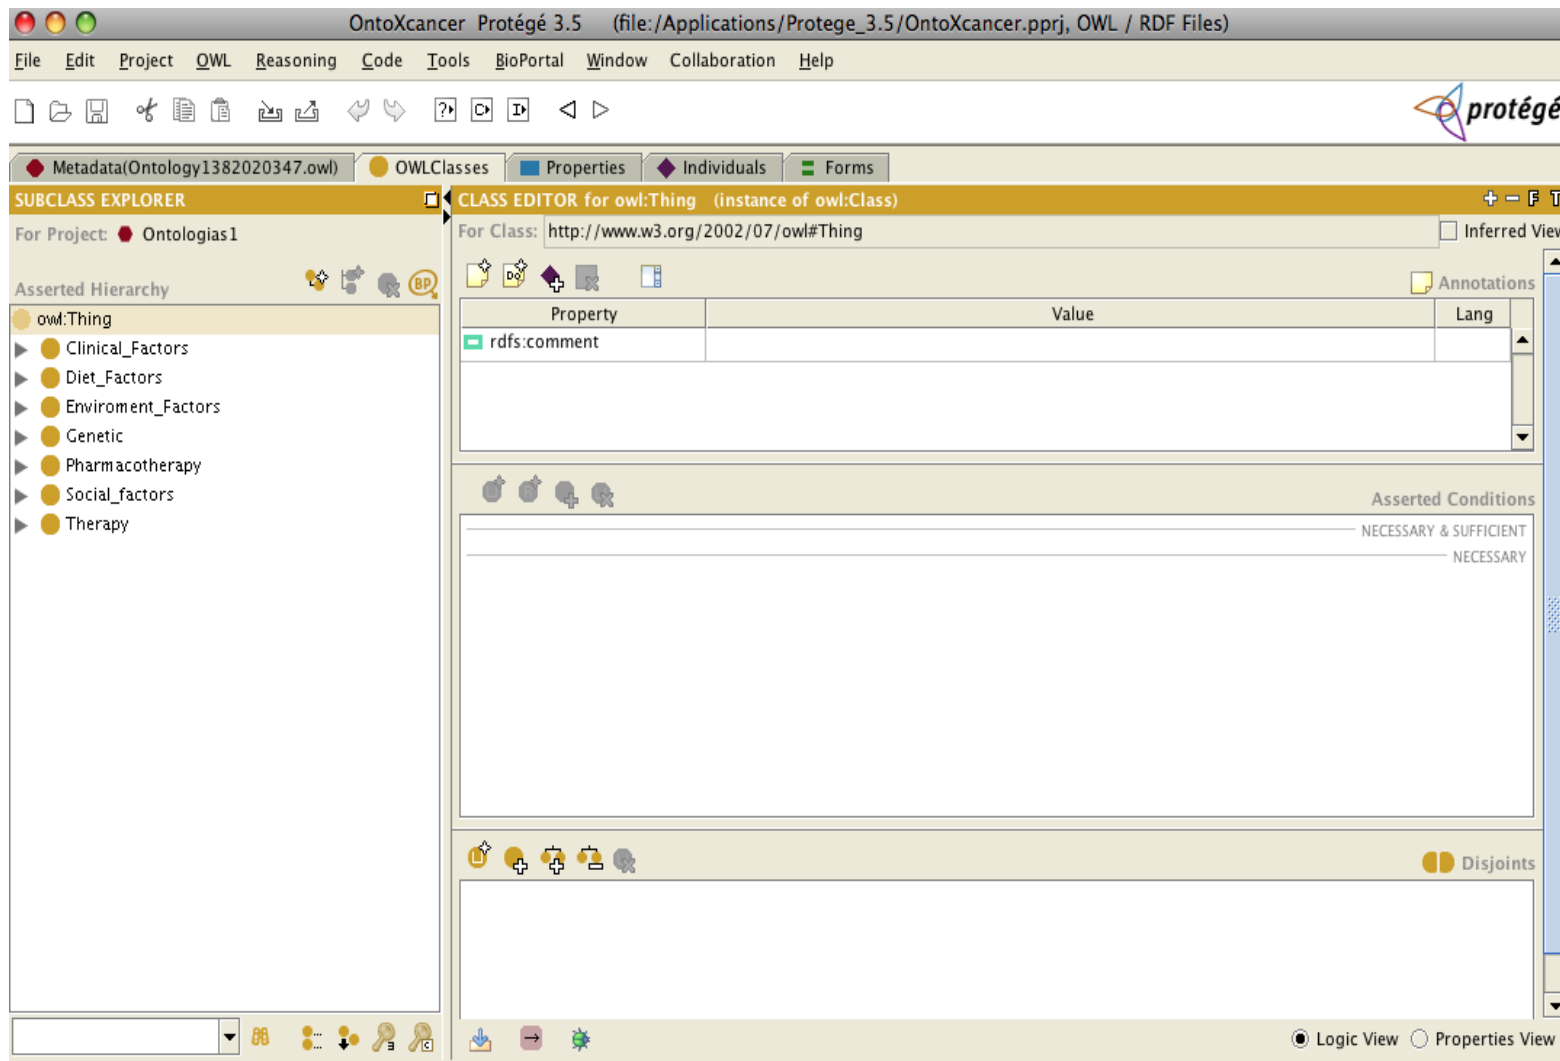 OntoXcancer Protégé 3.5 (file:/Applications/Protege_3.5/OntoXcancer.pprj, OWL / RDF Files)
File Edit Project OWL Reasoning Code Tools BioPortal Window Collaboration Help
protégé
Metadata(Ontology1382020347.owl) OWLClasses Properties Individuals Forms
SUBCLASS EXPLORER
For Project: Ontologias1
Asserted Hierarchy
BP
owl:Thing
Clinical_Factors
Diet_Factors
Enviroment_Factors
Genetic
Pharmacotherapy
Social_factors
Therapy
CLASS EDITOR for owl:Thing (instance of owl:Class)
F T
For Class: http://www.w3.org/2002/07/owl#Thing
Inferred View
Annotations
Property Value Lang
rdfs:comment
Asserted Conditions
NECESSARY & SUFFICIENT
NECESSARY
Disjoints
Logic View Properties View